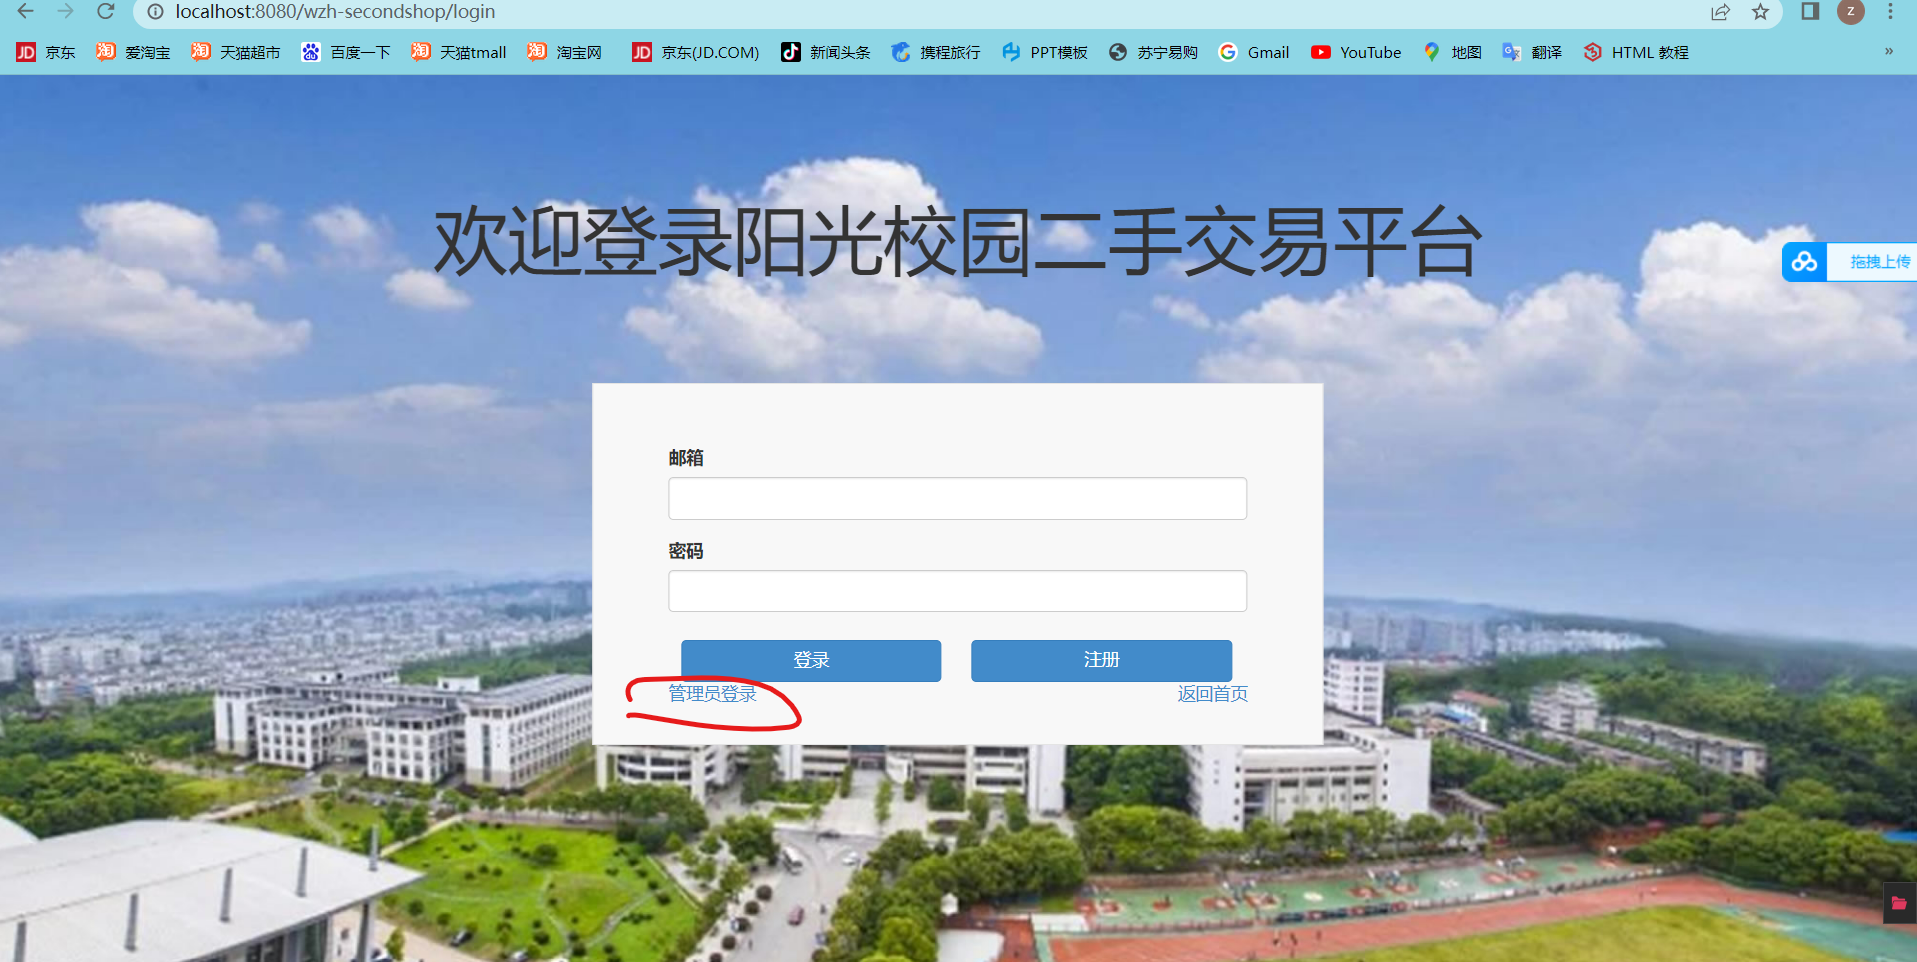 localhost:8080/wzh-secondshop/login
Z
京东 爱淘宝 天猫超市 百度一下 天猫tmall 淘宝网 京东(JD.COM) 新闻头条 携程旅行 PPT模板 苏宁易购 Gmail YouTube 地图 翻译 HTML 教程 »
欢迎登录阳光校园二手交易平台
拖拽上传
邮箱
密码
登录 注册
管理员登录 返回首页